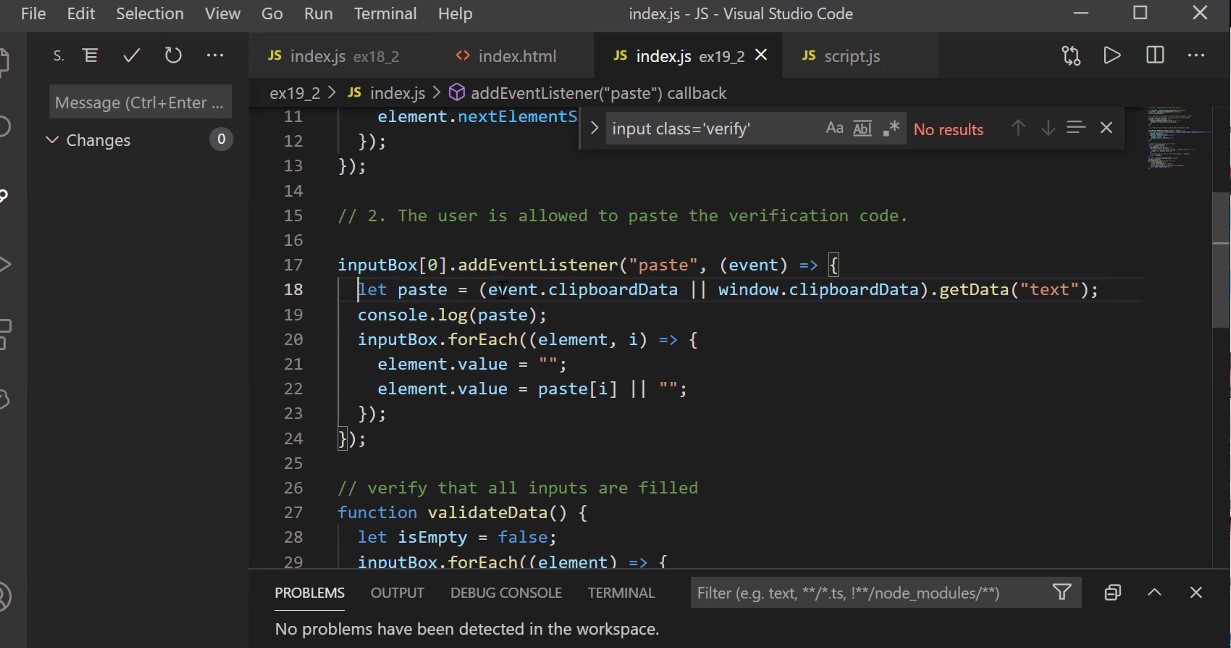 File Edit Selection View Go Run Terminal Help index.js - JS - Visual Studio Code
S. JS index.js ex18_2 <> index.html JS index.js ex19_2 JS script.js
ex19_2 > JS index.js > addEventListener("paste") callback
Message (Ctrl+Enter ...
Changes 0
input class='verify' Aa Abl .* No results
11 element.nextElementS
12 });
13 });
14
15 // 2. The user is allowed to paste the verification code.
16
17 inputBox[0].addEventListener("paste", (event) => {
18 let paste = (event.clipboardData || window.clipboardData).getData("text");
19 console.log(paste);
20 inputBox.forEach((element, i) => {
21 element.value = "";
22 element.value = paste[i] || "";
23 });
24 });
25
26 // verify that all inputs are filled
27 function validateData() {
28 let isEmpty = false;
29 inputBox.forEach((element) => {
PROBLEMS OUTPUT DEBUG CONSOLE TERMINAL Filter (e.g. text, **/*.ts, !**/node_modules/**)
No problems have been detected in the workspace.